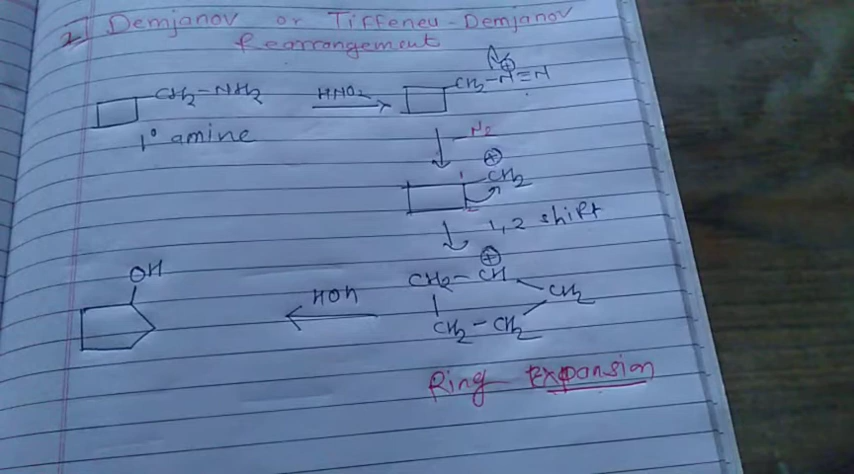 2] Demjanov or Tiffeneu-Demjanov
Rearrangement
CH2-NH2
HNO2
CH2-N≡N
⊕
1° amine
-N2
⊕
CH2
1,2 shift
⊕
CH2-CH
CH2
CH2-CH2
HOH
OH
Ring Expansion